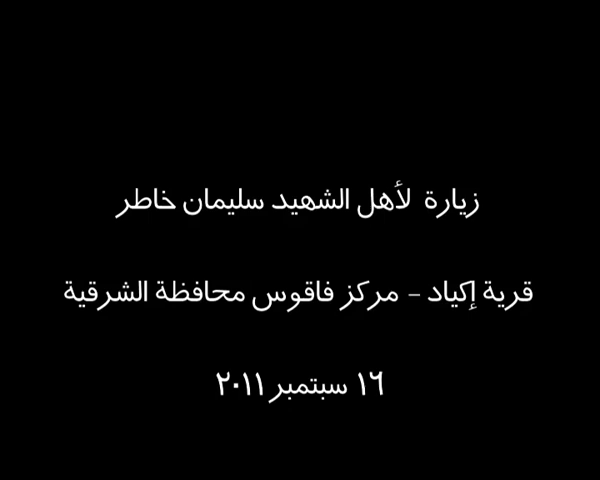 زيارة لأهل الشهيد سليمان خاطر
قرية إكياد - مركز فاقوس محافظة الشرقية
١٦ سبتمبر ٢٠١١